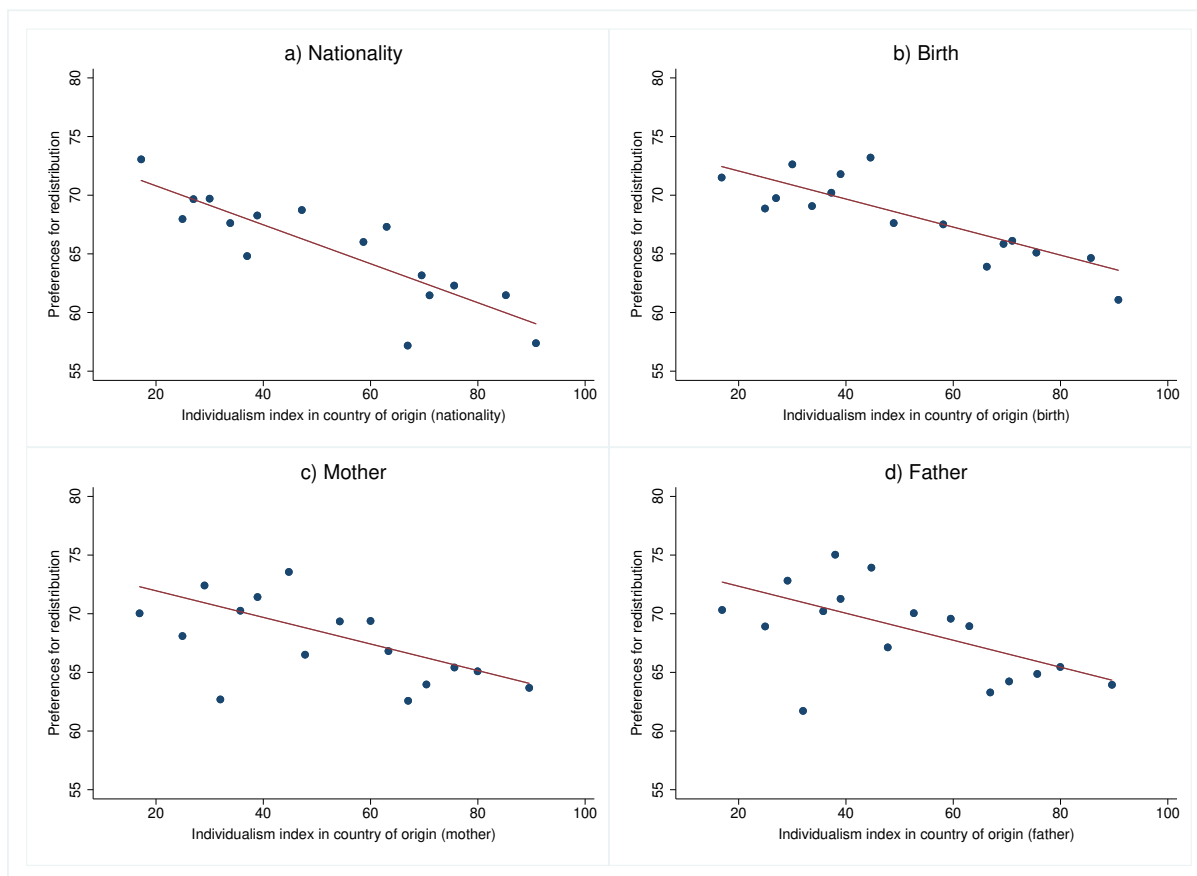 a) Nationality
Preferences for redistribution
80
75
70
65
60
55
20 40 60 80 100
Individualism index in country of origin (nationality)
b) Birth
Preferences for redistribution
80
75
70
65
60
55
20 40 60 80 100
Individualism index in country of origin (birth)
c) Mother
Preferences for redistribution
80
75
70
65
60
55
20 40 60 80 100
Individualism index in country of origin (mother)
d) Father
Preferences for redistribution
80
75
70
65
60
55
20 40 60 80 100
Individualism index in country of origin (father)